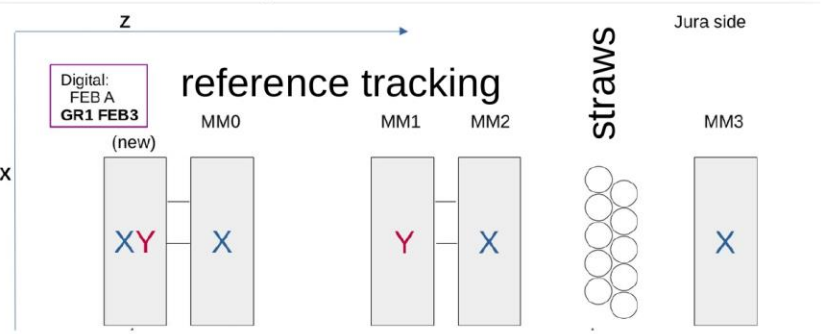 Z
Jura side
straws
Digital:
FEB A
GR1 FEB3
reference tracking
(new)
MM0
MM1
MM2
MM3
X
XY
X
Y
X
X